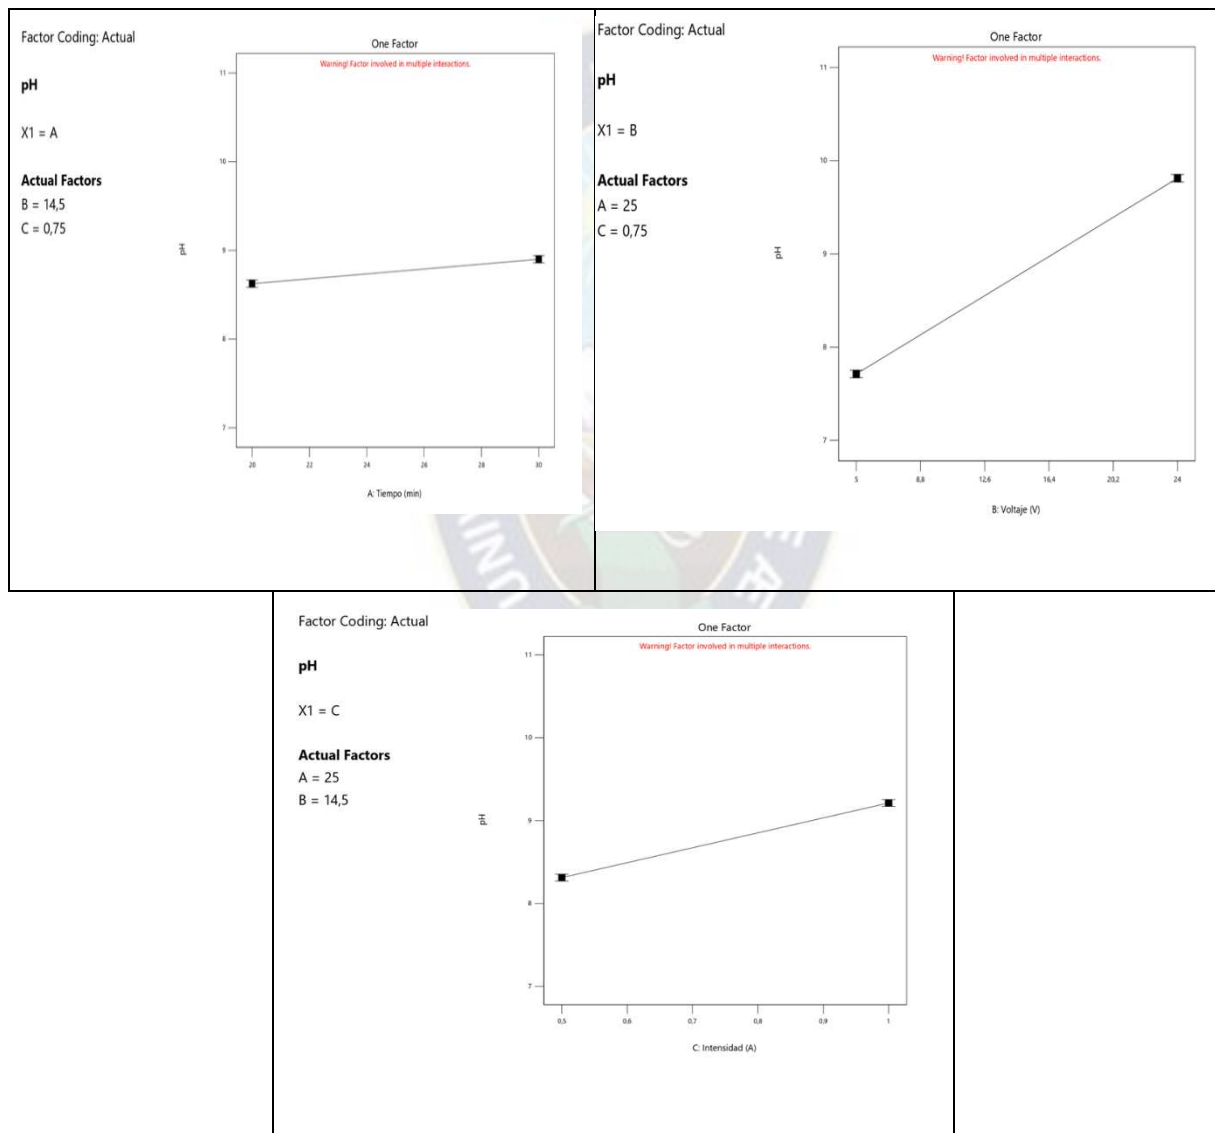 Factor Coding: Actual
pH
X1 = A
Actual Factors
B = 14,5
C = 0,75
One Factor
Warning! Factor involved in multiple interactions.
11
10
9
8
7
pH
20 22 24 26 28 30
A: Tiempo (min)
Factor Coding: Actual
pH
X1 = B
Actual Factors
A = 25
C = 0,75
One Factor
Warning! Factor involved in multiple interactions.
11
10
9
8
7
pH
5 8,8 12,6 16,4 20,2 24
B: Voltaje (V)
UNI
Æ
Factor Coding: Actual
pH
X1 = C
Actual Factors
A = 25
B = 14,5
One Factor
Warning! Factor involved in multiple interactions.
11
10
9
8
7
pH
0,5 0,6 0,7 0,8 0,9 1
C: Intensidad (A)